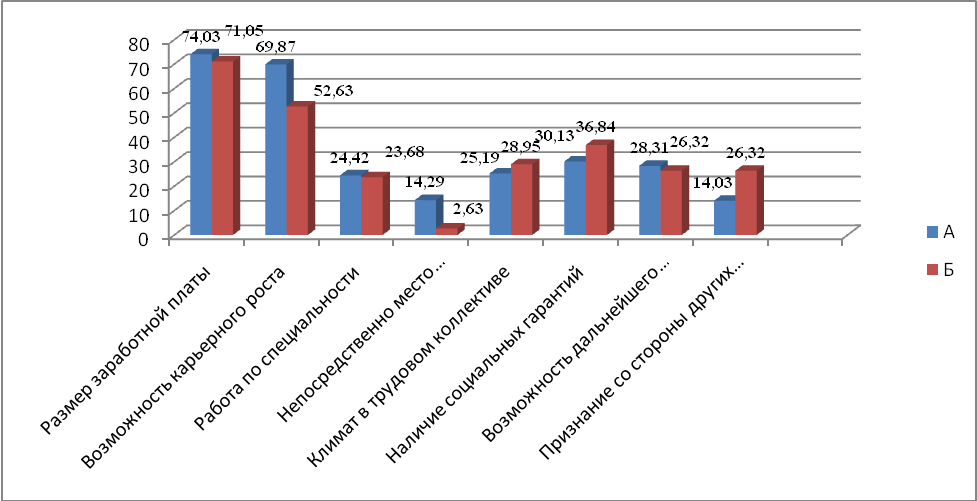 74,03 71,05
69,87
52,63
24,42 23,68
14,29
2,63
25,19 28,95
30,13 36,84
28,31 26,32
14,03 26,32
80
70
60
50
40
30
20
10
0
Размер заработной платы
Возможность карьерного роста
Работа по специальности
Непосредственно место...
Климат в трудовом коллективе
Наличие социальных гарантий
Возможность дальнейшего...
Признание со стороны других...
А
Б